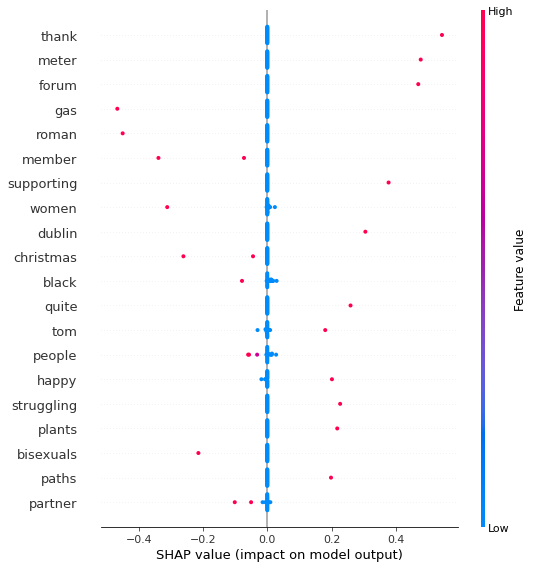 High
thank
meter
forum
gas
roman
member
supporting
women
dublin
christmas
black
quite
tom
people
happy
struggling
plants
bisexuals
paths
partner
Feature value
Low
−0.4 −0.2 0.0 0.2 0.4
SHAP value (impact on model output)